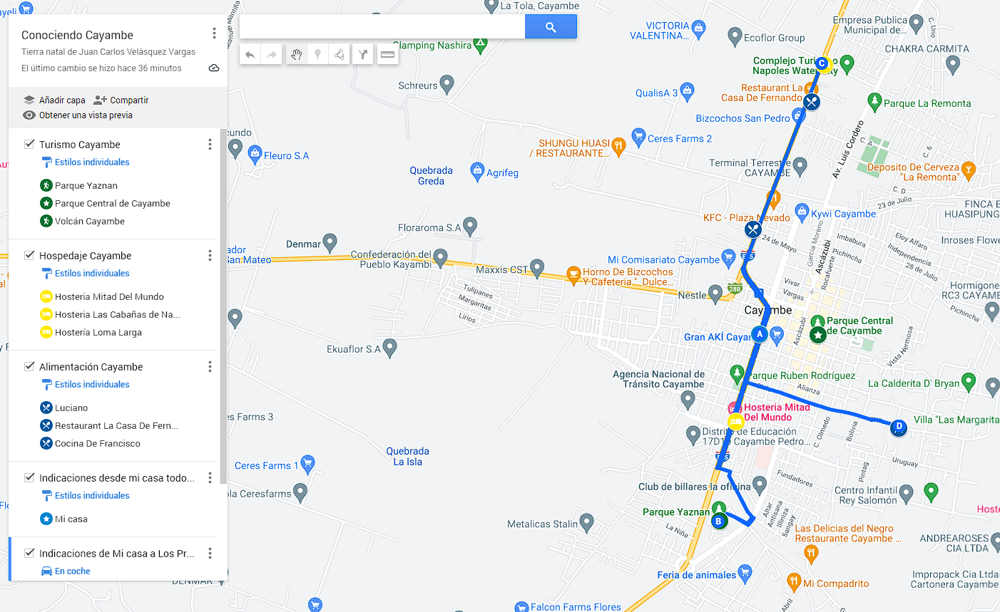 Conociendo Cayambe
Tierra natal de Juan Carlos Velásquez Vargas
El último cambio se hizo hace 36 minutos
Añadir capa
Compartir
Obtener una vista previa
Turismo Cayambe
Estilos individuales
Parque Yaznan
Parque Central de Cayambe
Volcán Cayambe
Hospedaje Cayambe
Estilos individuales
Hosteria Mitad Del Mundo
Hosteria Las Cabañas de Na...
Hostería Loma Larga
Alimentación Cayambe
Estilos individuales
Luciano
Restaurant La Casa De Fern...
Cocina De Francisco
Indicaciones desde mi casa todo...
Estilos individuales
Mi casa
Indicaciones de Mi casa a Los Pr...
En coche
La Tola, Cayambe
VICTORIA
VALENTINA...
Ecoflor Group
Empresa Publica
Municipal de...
C. Uno
CHAKRA CARMITA
Glamping Nashira
Complejo Turi
Napoles Wate
C
Schreurs
QualisA 3
Restaurant La
Casa De Fernando
Parque La Remonta
Bizcochos San Pedro
Ceres Farms 2
SHUNGU HUASI
/ RESTAURANTE...
Av. Luis Cordero
C. A
C. 6
Fleuro S.A
Quebrada
Greda
Agrifeg
Terminal Terrestre
CAYAMBE
Deposito De Cerveza
"La Remonta"
C. D
23 de Julio
FINCA E
HUASIPUNG
KFC - Plaza Nevado
Kywi Cayambe
Floraroma S.A
Denmar
Confederación del
Pueblo Kayambi
Maxxis CST
Horno De Bizcochos
Y Cafeteria " Dulce...
Mi Comisariato Cayambe
24 de Mayo
Garcia Moreno
Ascázubi
Rocafuerte
Imbabura
Pichincha
Eloy Alfaro
Independencia
28 de Julio
Inroses Flowe
San Mateo
28B
Nestle
Vivar
Vargas
Hormigone
RC3 CAYAMB
Pichincha
Tulipanes
Margaritas
Lirios
Cayambe
Ascázubi
Parque Central
de Cayambe
Gran AKÍ Caya
A
Ekuaflor S.A
Vista Hermosa
Agencia Nacional de
Tránsito Cayambe
Parque Ruben Rodríguez
Alianza
La Calderita D' Bryan
Hosteria Mitad
Del Mundo
es Farms 3
D
Villa "Las Margarita
Distrito de Educación
17D10 Cayambe Pedro...
C. Olmedo
Bolivia
Quebrada
La Isla
Ceres Farms 1
Uruguay
Pintag
Fundadores
Club de billares la oficina
ola Ceresfarms
Centro Infantil
Rey Salomón
Parque Yaznan
B
Altar
Antisana
Illiniza
Sangay
Metalicas Stalin
La Niña
Las Delicias del Negro
Restaurante Cayambe ...
ANDREAROSES
CIA LTDA
Feria de animales
Mi Compadrito
Impropack Cia Ltda
Cartonera Cayambe
DENMAR
Abril
Falcon Farms Flores